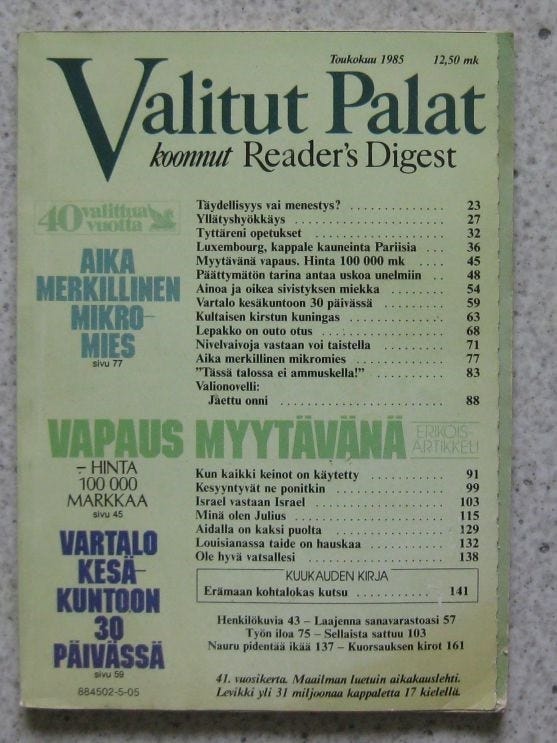 Toukokuu 1985 12,50 mk
Valitut Palat
koonnut Reader's Digest
40 valittua vuotta
AIKA
MERKILLINEN
MIKRO-
MIES
sivu 77
Täydellisyys vai menestys? 23
Yllätyshyökkäys 27
Tyttäreni opetukset 32
Luxembourg, kappale kauneinta Pariisia 36
Myytävänä vapaus. Hinta 100 000 mk 45
Päättymätön tarina antaa uskoa unelmiin 48
Ainoa ja oikea sivistyksen miekka 54
Vartalo kesäkuntoon 30 päivässä 59
Kultaisen kirstun kuningas 63
Lepakko on outo otus 68
Nivelvaivoja vastaan voi taistella 71
Aika merkillinen mikromies 77
"Tässä talossa ei ammuskella!" 83
Valionovelli:
Jaettu onni 88
VAPAUS MYYTÄVÄNÄ
ERIKOIS-
ARTIKKELI
– HINTA
100 000
MARKKAA
sivu 45
Kun kaikki keinot on käytetty 91
Kesyyntyvät ne ponitkin 99
Israel vastaan Israel 103
Minä olen Julius 115
Aidalla on kaksi puolta 129
Louisianassa taide on hauskaa 132
Ole hyvä vatsallesi 138
VARTALO
KESÄ-
KUNTOON
30
PÄIVÄSSÄ
sivu 59
884502-5-05
KUUKAUDEN KIRJA
Erämaan kohtalokas kutsu 141
Henkilökuvia 43 – Laajenna sanavarastoasi 57
Työn iloa 75 – Sellaista sattuu 103
Nauru pidentää ikää 137 – Kuorsauksen kirot 161
41. vuosikerta. Maailman luetuin aikakauslehti.
Levikki yli 31 miljoonaa kappaletta 17 kielellä.